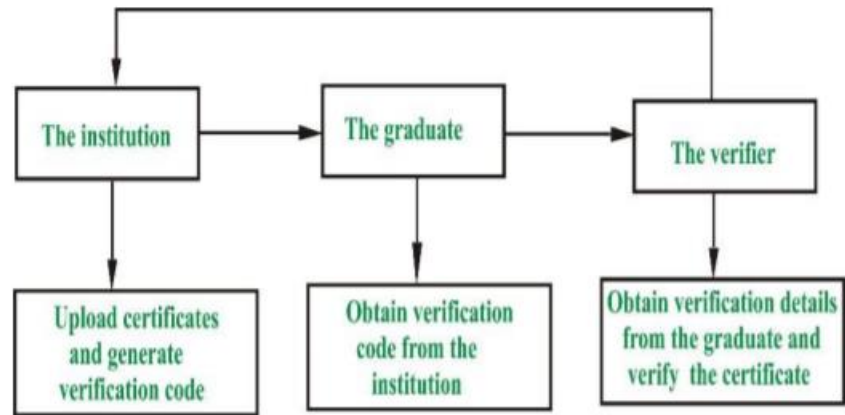 The institution
The graduate
The verifier
Upload certificates
and generate
verification code
Obtain verification
code from the
institution
Obtain verification details
from the graduate and
verify the certificate